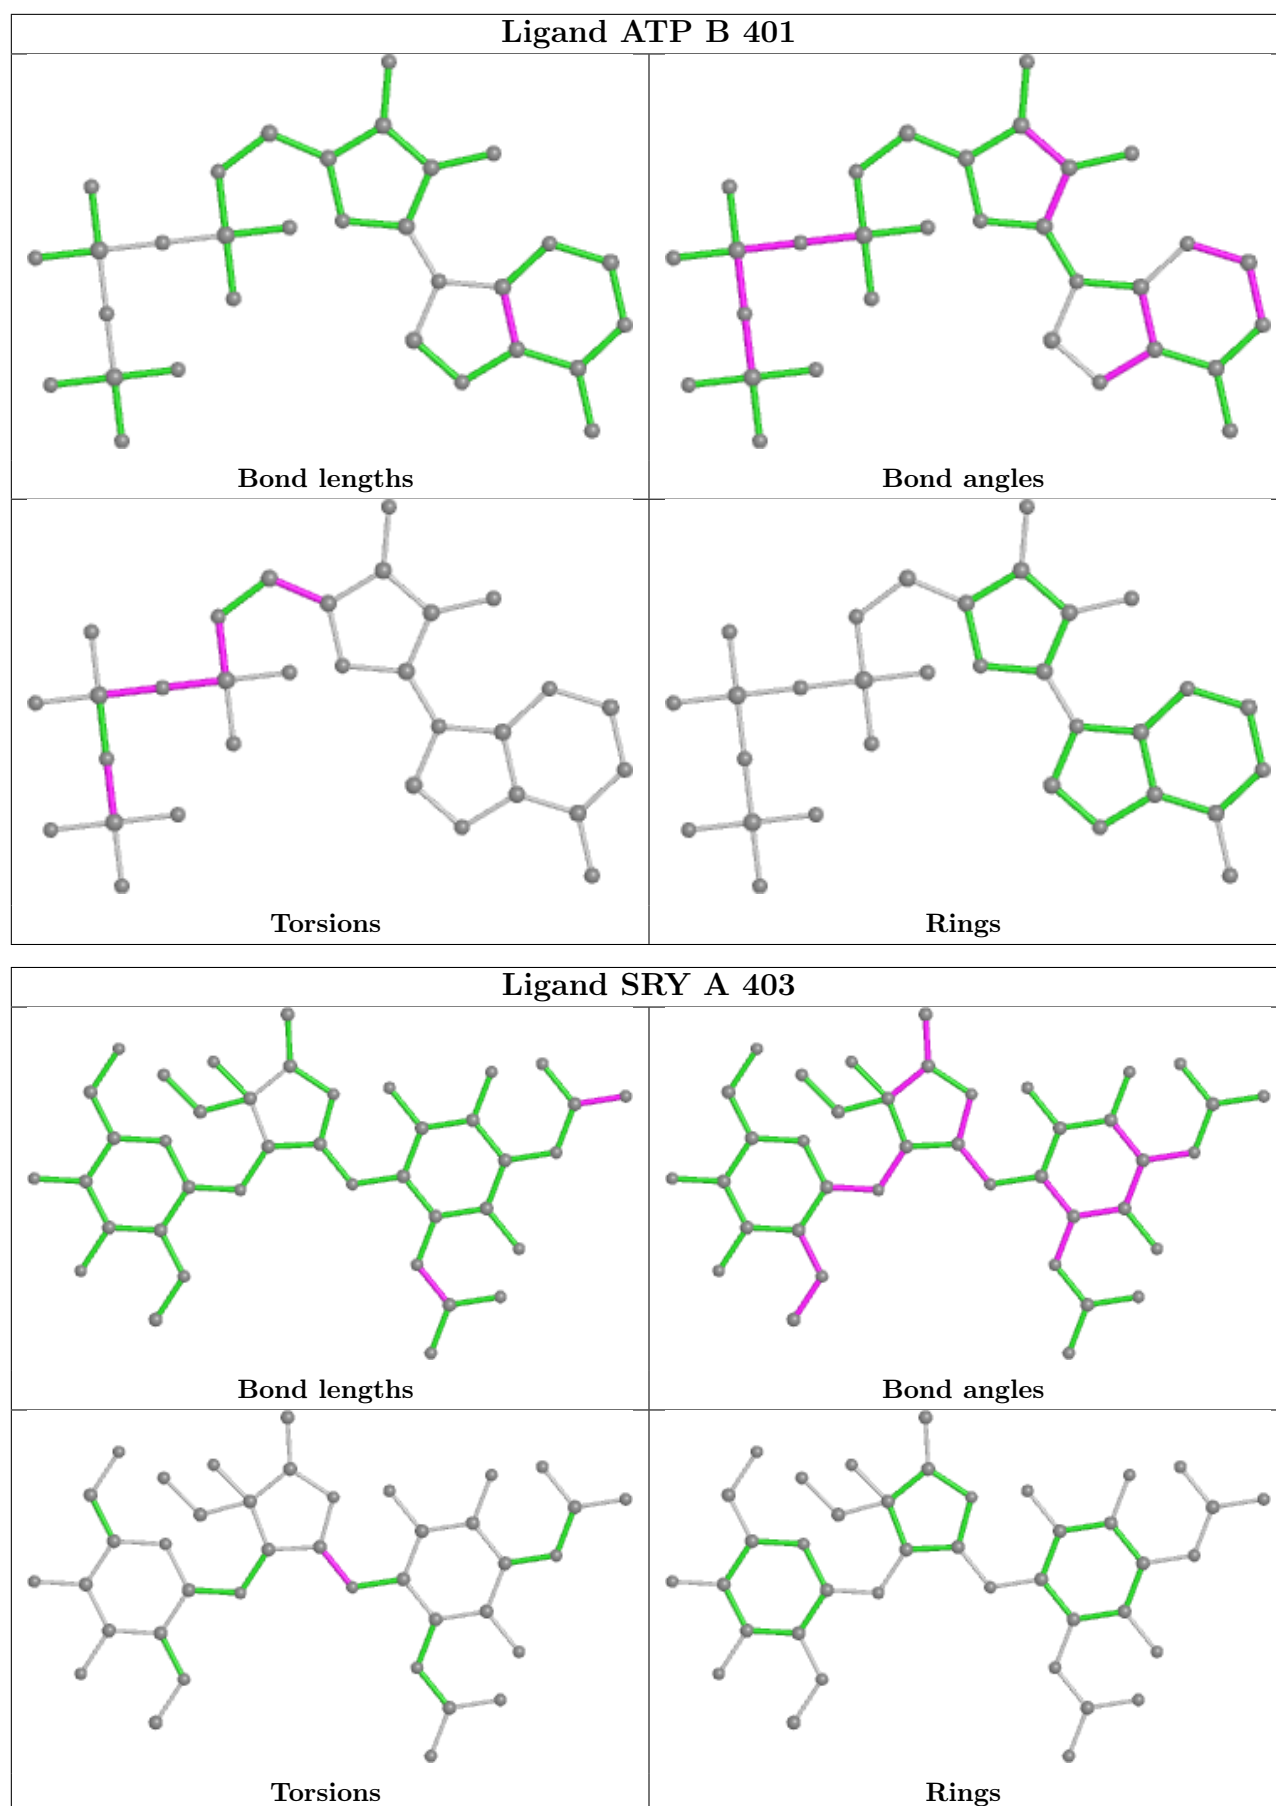 Ligand ATP B 401
Bond lengths
Bond angles
Torsions
Rings
Ligand SRY A 403
Bond lengths
Bond angles
Torsions
Rings